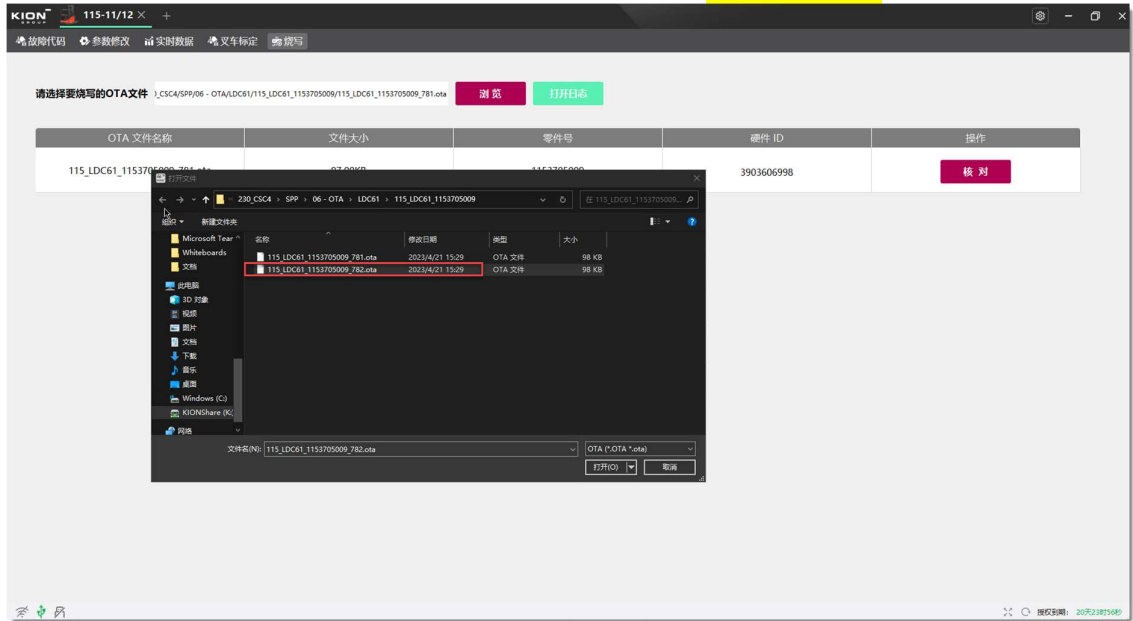 KION GROUP 115-11/12 × +
故障代码 参数修改 实时数据 叉车标定 烧写
请选择要烧写的OTA文件 _CSC4/SPP/06 - OTA/LDC61/115_LDC61_1153705009/115_LDC61_1153705009_781.ota 浏 览 打开日志
OTA 文件名称 文件大小 零件号 硬件 ID 操作
115_LDC61_1153705009_781.ota 97.00KB 1153705009 3903606998 核 对
打开文件
230_CSC4 › SPP › 06 - OTA › LDC61 › 115_LDC61_1153705009 在 115_LDC61_1153705009...
组织 新建文件夹
Microsoft Tear
名称 修改日期 类型 大小
Whiteboards
115_LDC61_1153705009_781.ota 2023/4/21 15:29 OTA 文件 98 KB
文档
115_LDC61_1153705009_782.ota 2023/4/21 15:29 OTA 文件 98 KB
此电脑
3D 对象
视频
图片
文档
下载
音乐
桌面
Windows (C:)
KIONShare (K:)
网络
文件名(N): 115_LDC61_1153705009_782.ota OTA (*.OTA *.ota)
打开(O) 取消
授权到期: 20天23时56秒